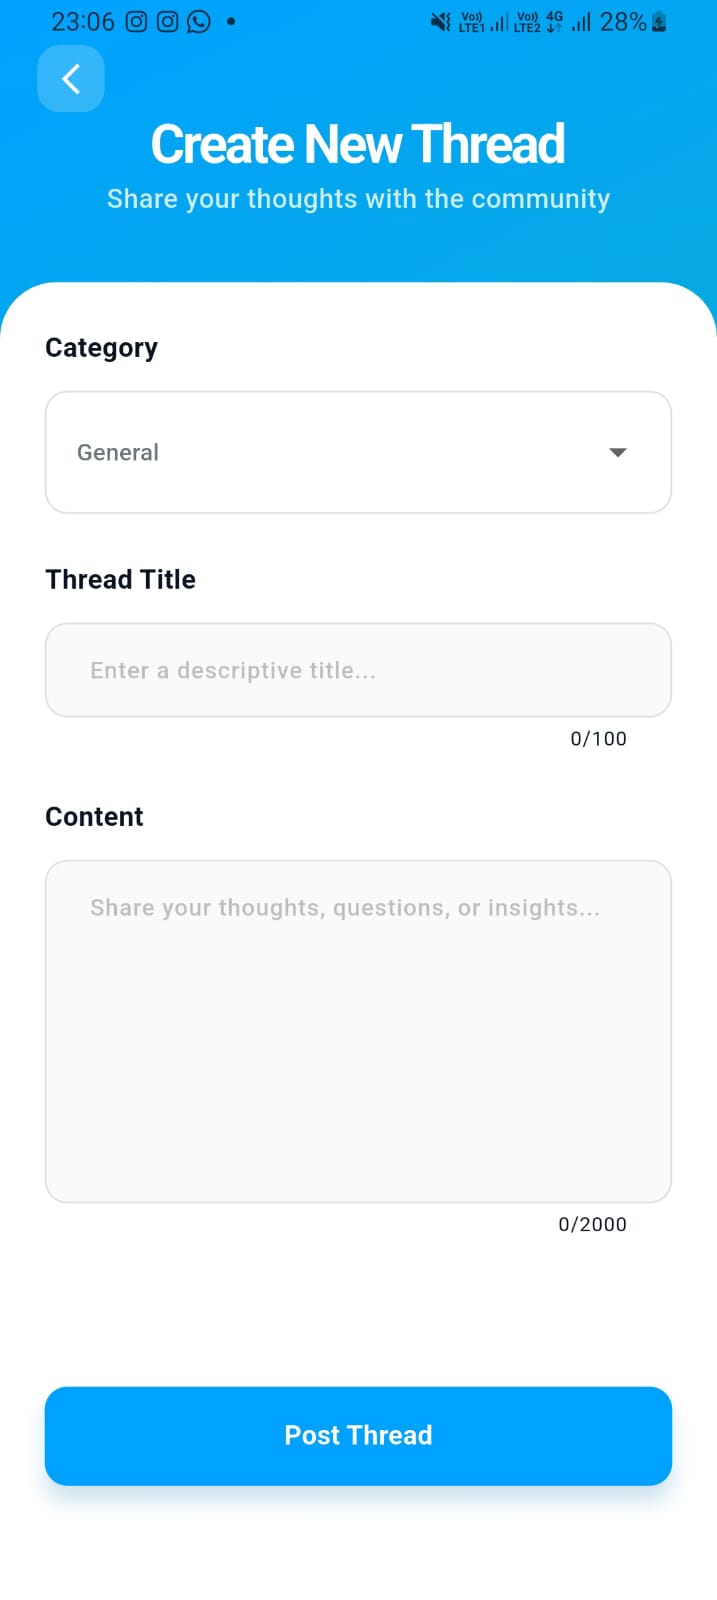 23:06
Vo)) LTE1 Vo)) LTE2 4G 28%
Create New Thread
Share your thoughts with the community
Category
General
Thread Title
Enter a descriptive title...
0/100
Content
Share your thoughts, questions, or insights...
0/2000
Post Thread